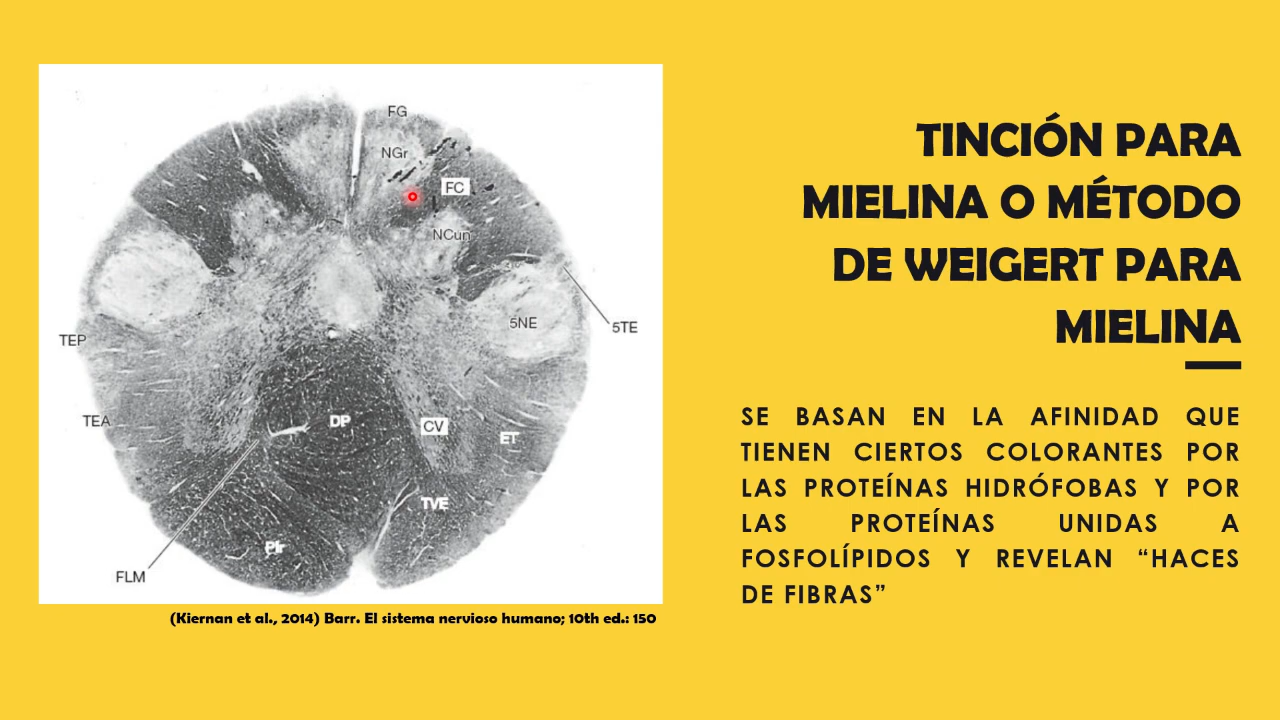 FG
NGr
FC
NCun
5NE
5TE
TEP
TEA
DP
CV
ET
TVE
Pir
FLM
(Kiernan et al., 2014) Barr. El sistema nervioso humano; 10th ed.: 150
TINCIÓN PARA
MIELINA O MÉTODO
DE WEIGERT PARA
MIELINA
SE BASAN EN LA AFINIDAD QUE
TIENEN CIERTOS COLORANTES POR
LAS PROTEÍNAS HIDRÓFOBAS Y POR
LAS PROTEÍNAS UNIDAS A
FOSFOLÍPIDOS Y REVELAN “HACES
DE FIBRAS”